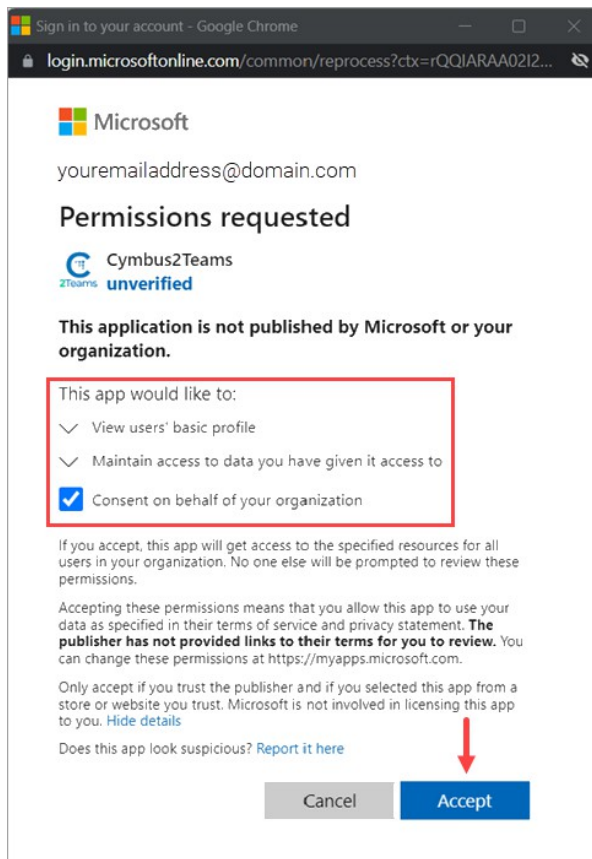 Sign in to your account - Google Chrome
login.microsoftonline.com/common/reprocess?ctx=rQQIARAA02I2...
Microsoft
youremailaddress@domain.com
Permissions requested
Cymbus2Teams
2Teams unverified
This application is not published by Microsoft or your
organization.
This app would like to:
View users' basic profile
Maintain access to data you have given it access to
Consent on behalf of your organization
If you accept, this app will get access to the specified resources for all
users in your organization. No one else will be prompted to review these
permissions.
Accepting these permissions means that you allow this app to use your
data as specified in their terms of service and privacy statement. The
publisher has not provided links to their terms for you to review. You
can change these permissions at https://myapps.microsoft.com.
Only accept if you trust the publisher and if you selected this app from a
store or website you trust. Microsoft is not involved in licensing this app
to you. Hide details
Does this app look suspicious? Report it here
Cancel Accept